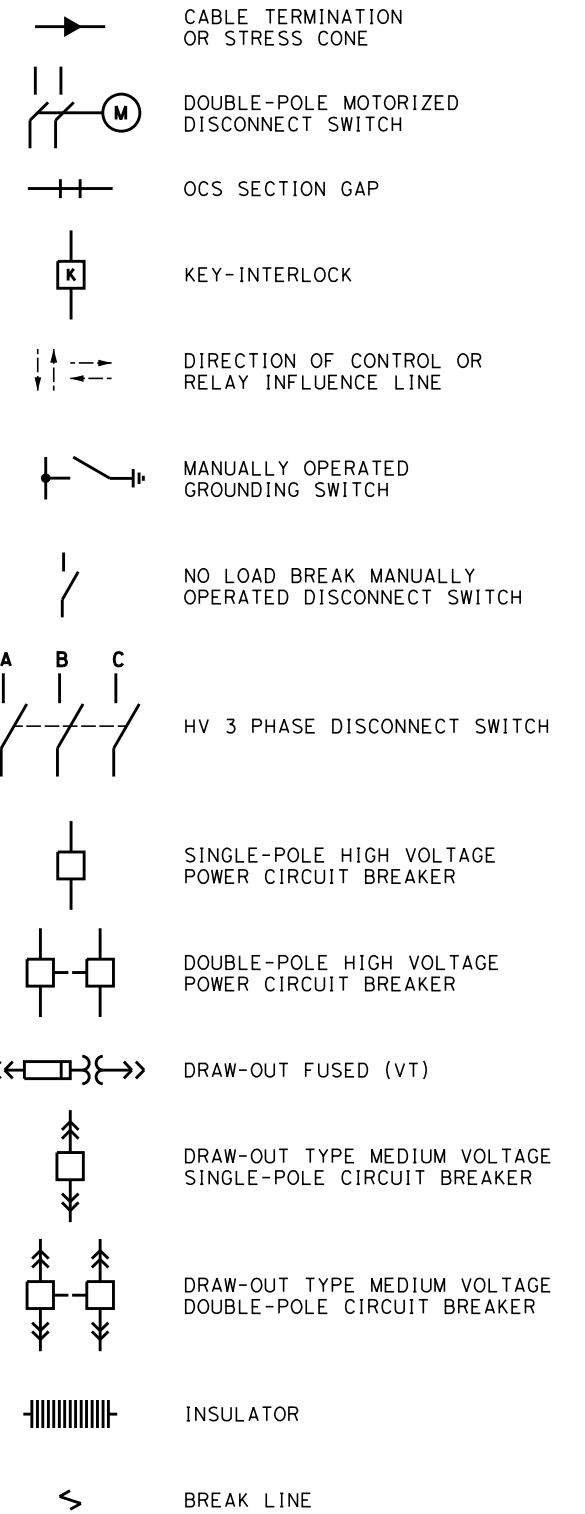 CABLE TERMINATION
OR STRESS CONE
M
DOUBLE-POLE MOTORIZED
DISCONNECT SWITCH
OCS SECTION GAP
K
KEY-INTERLOCK
DIRECTION OF CONTROL OR
RELAY INFLUENCE LINE
MANUALLY OPERATED
GROUNDING SWITCH
NO LOAD BREAK MANUALLY
OPERATED DISCONNECT SWITCH
A B C
HV 3 PHASE DISCONNECT SWITCH
SINGLE-POLE HIGH VOLTAGE
POWER CIRCUIT BREAKER
DOUBLE-POLE HIGH VOLTAGE
POWER CIRCUIT BREAKER
DRAW-OUT FUSED (VT)
DRAW-OUT TYPE MEDIUM VOLTAGE
SINGLE-POLE CIRCUIT BREAKER
DRAW-OUT TYPE MEDIUM VOLTAGE
DOUBLE-POLE CIRCUIT BREAKER
INSULATOR
BREAK LINE